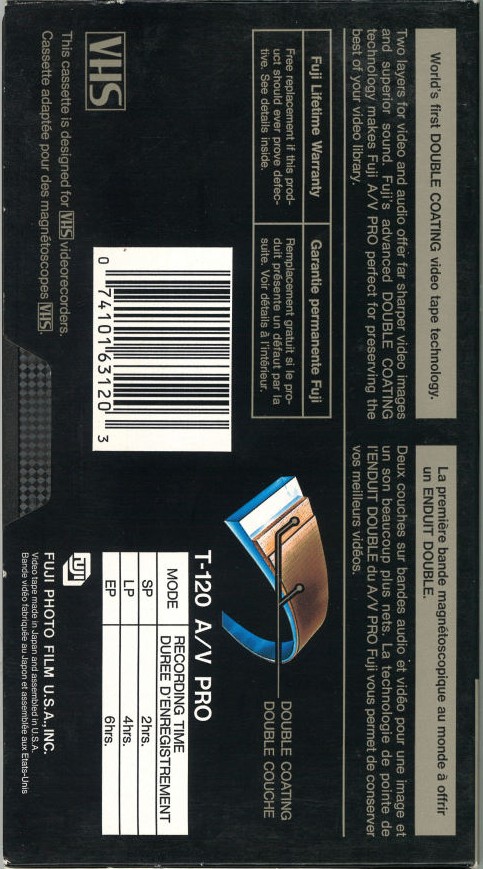 World's first DOUBLE COATING video tape technology.
Two layers for video and audio offer far sharper video images
and superior sound. Fuji's advanced DOUBLE COATING
technology makes Fuji A/V PRO perfect for preserving the
best of your video library.
La première bande magnétoscopique au monde à offrir
un ENDUIT DOUBLE.
Deux couches sur bandes audio et vidéo pour une image et
un son beaucoup plus nets. La technologie de pointe de
l'ENDUIT DOUBLE du A/V PRO Fuji vous permet de conserver
vos meilleurs vidéos.
Fuji Lifetime Warranty
Free replacement if this prod-
uct should ever prove defec-
tive. See details inside.
Garantie permanente Fuji
Remplacement gratuit si le pro-
duit présente un défaut par la
suite. Voir détails à l'intérieur.
DOUBLE COATING
DOUBLE COUCHE
0 74101 63120 3
T-120 A/V PRO
MODE RECORDING TIME
DURÉE D'ENREGISTREMENT
SP 2hrs.
LP 4hrs.
EP 6hrs.
VHS
This cassette is designed for VHS videorecorders.
Cassette adaptée pour des magnétoscopes VHS.
FUJI
FUJI PHOTO FILM U.S.A., INC.
Video tape made in Japan and assembled in U.S.A.
Bande vidéo fabriquée au Japon et assemblée aux Etats-Unis